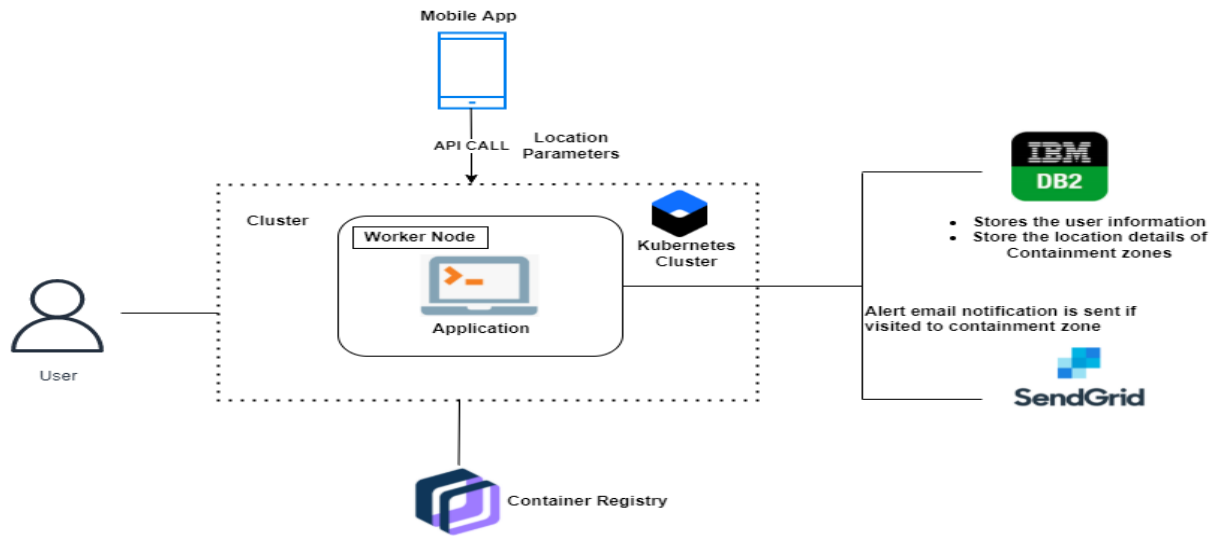 Mobile App
API CALL
Location
Parameters
Cluster
Worker Node
Application
Kubernetes
Cluster
IBM
DB2
• Stores the user information
• Store the location details of
Containment zones
Alert email notification is sent if
visited to containment zone
SendGrid
User
Container Registry